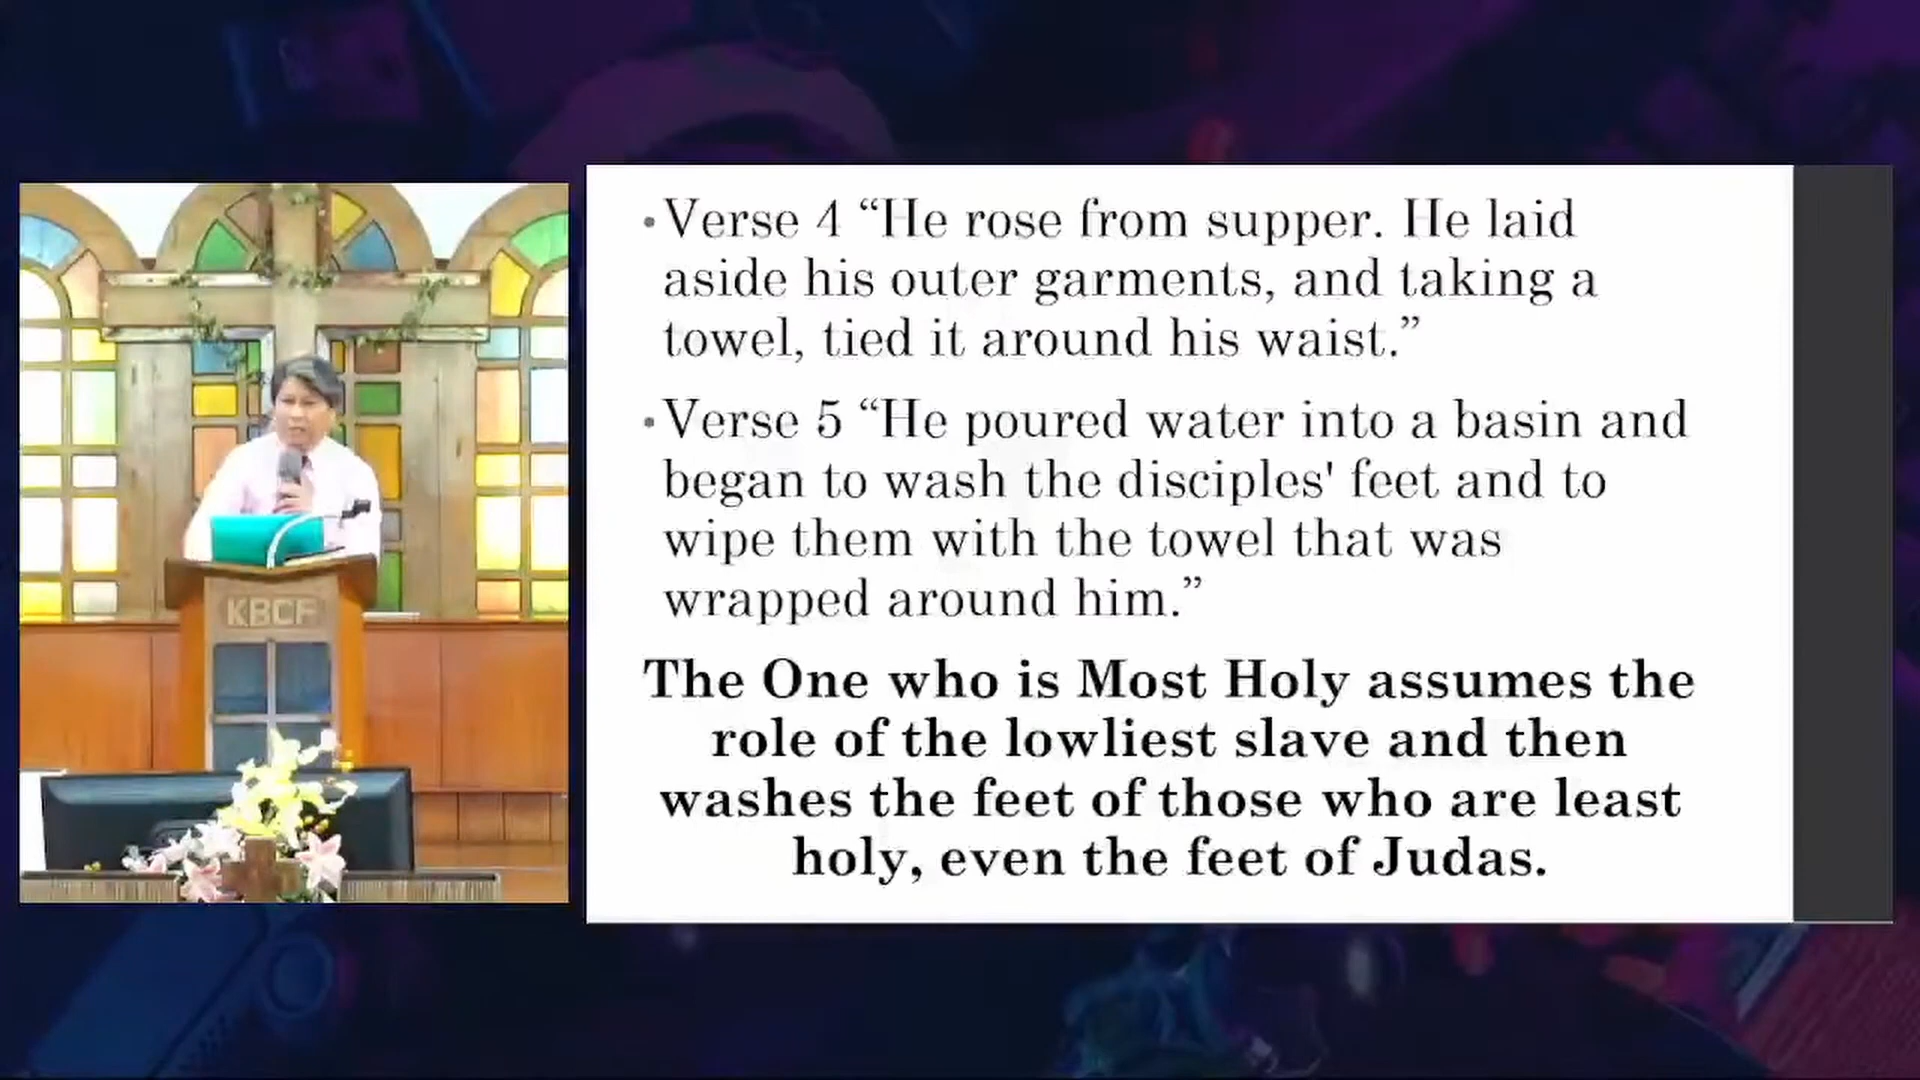 •Verse 4 “He rose from supper. He laid
aside his outer garments, and taking a
towel, tied it around his waist.”
•Verse 5 “He poured water into a basin and
began to wash the disciples' feet and to
wipe them with the towel that was
wrapped around him.”
The One who is Most Holy assumes the
role of the lowliest slave and then
washes the feet of those who are least
holy, even the feet of Judas.
KBCF